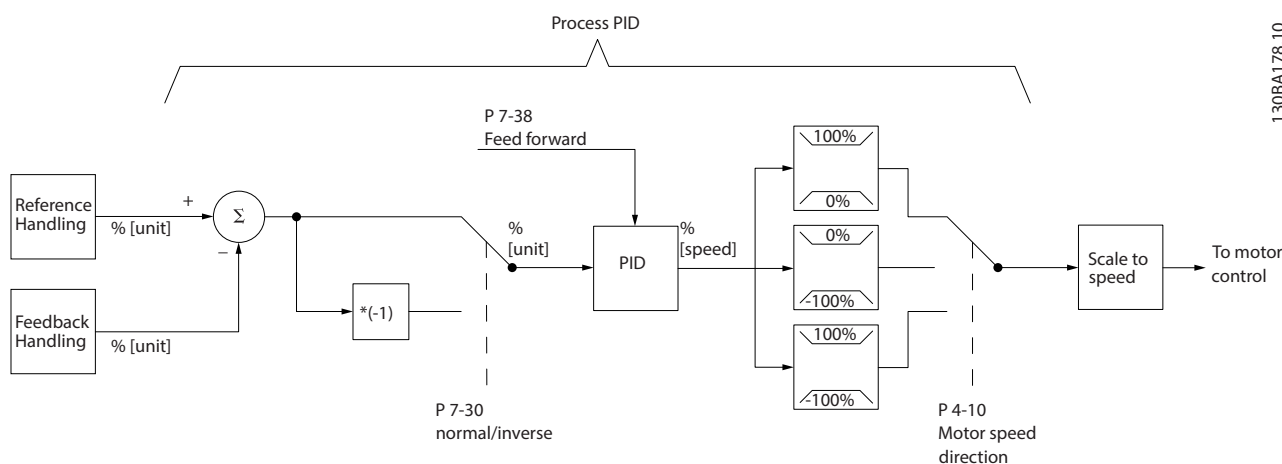 Process PID
130BA178.10
P 7-38
Feed forward
100%
0%
Reference
Handling
+
% [unit]
Σ
−
%
[unit]
PID
%
[speed]
0%
-100%
Scale to
speed
To motor
control
Feedback
Handling
% [unit]
*(-1)
100%
-100%
P 7-30
normal/inverse
P 4-10
Motor speed
direction